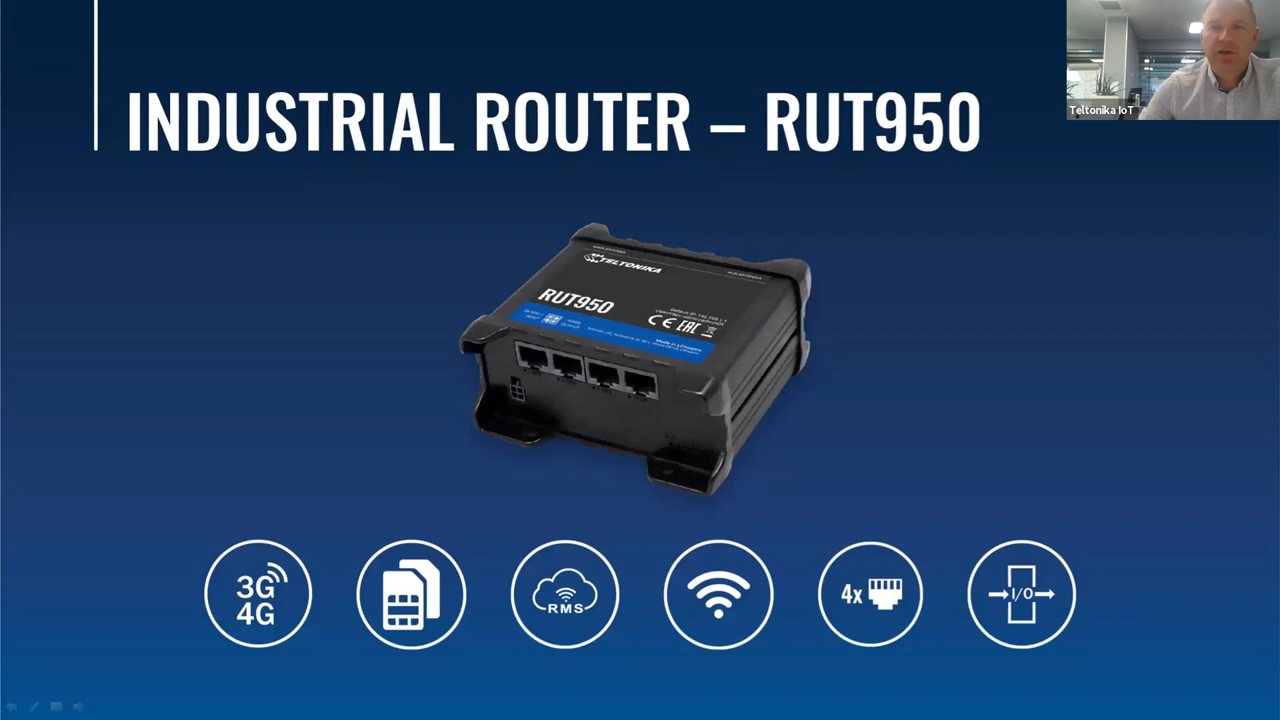 INDUSTRIAL ROUTER – RUT950
Teltonika IoT
TELTONIKA
RUT950
CE EAC
3G
4G
RMS
4x
I/O